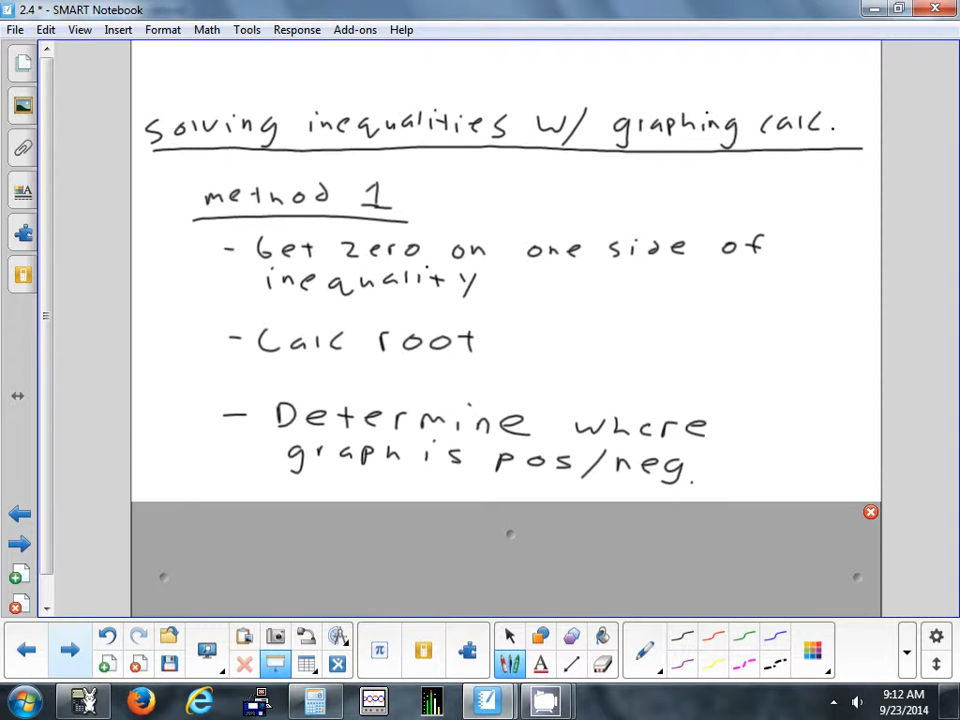 2.4 * - SMART Notebook
File Edit View Insert Format Math Tools Response Add-ons Help
solving inequalities w/ graphing calc.
method 1
- Get zero on one side of
inequality
- Calc root
- Determine where
graph is pos/neg.
9:12 AM
9/23/2014